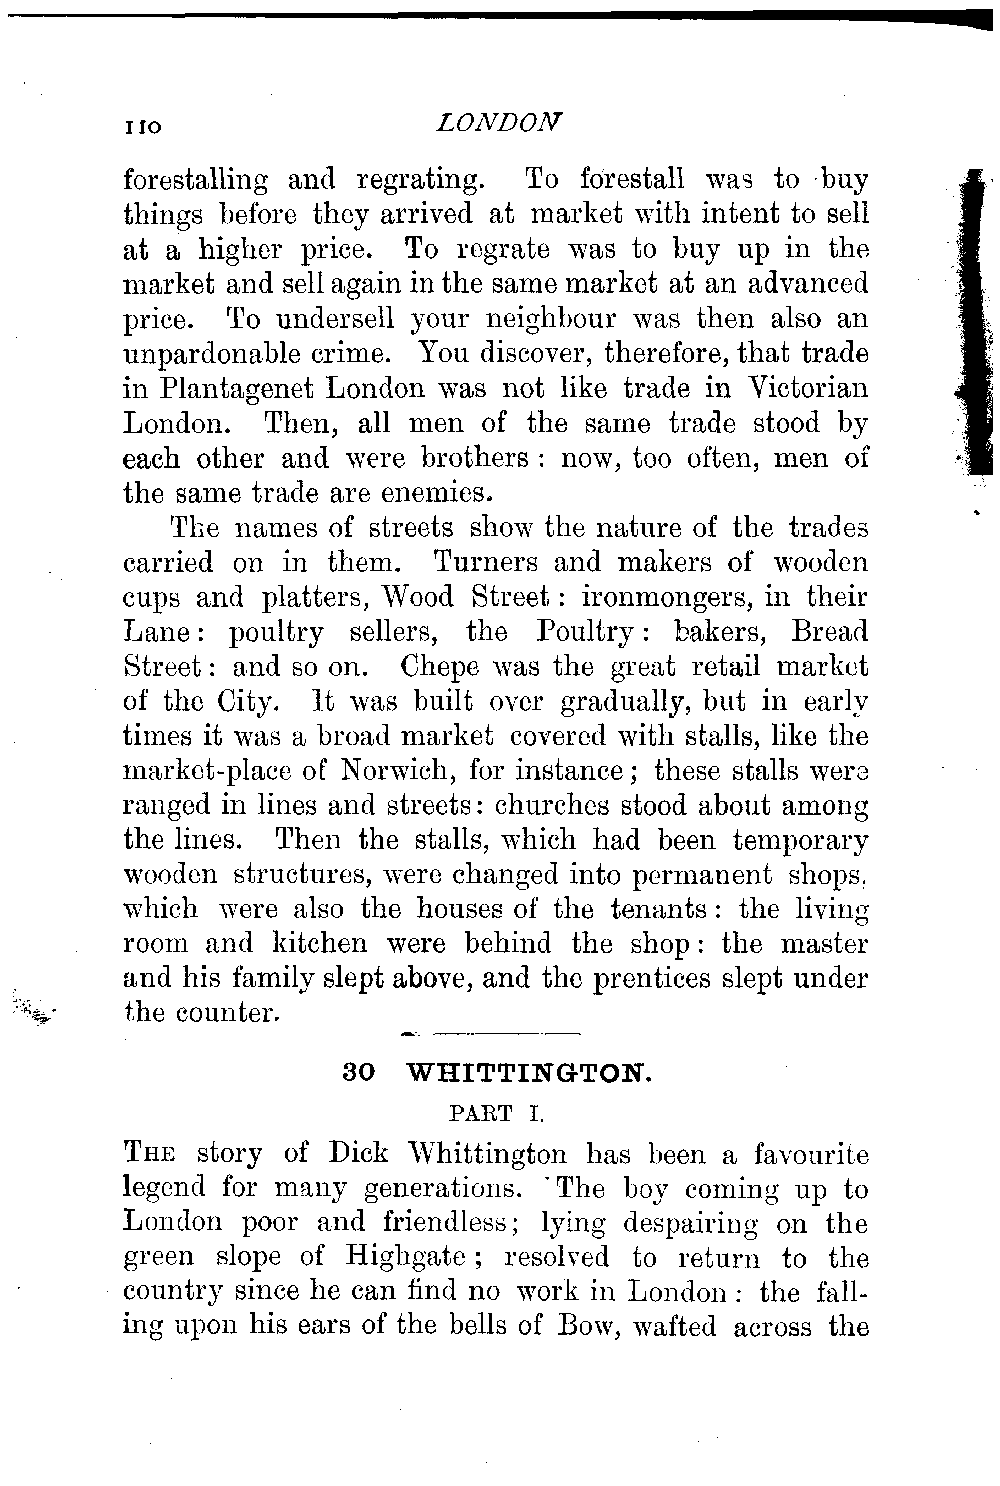 110 LONDON
forestalling and regrating. To forestall was to buy
things before they arrived at market with intent to sell
at a higher price. To regrate was to buy up in the
market and sell again in the same market at an advanced
price. To undersell your neighbour was then also an
unpardonable crime. You discover, therefore, that trade
in Plantagenet London was not like trade in Victorian
London. Then, all men of the same trade stood by
each other and were brothers : now, too often, men of
the same trade are enemies.
The names of streets show the nature of the trades
carried on in them. Turners and makers of wooden
cups and platters, Wood Street : ironmongers, in their
Lane : poultry sellers, the Poultry : bakers, Bread
Street : and so on. Chepe was the great retail market
of the City. It was built over gradually, but in early
times it was a broad market covered with stalls, like the
market-place of Norwich, for instance ; these stalls were
ranged in lines and streets : churches stood about among
the lines. Then the stalls, which had been temporary
wooden structures, were changed into permanent shops,
which were also the houses of the tenants : the living
room and kitchen were behind the shop : the master
and his family slept above, and the prentices slept under
the counter.
30 WHITTINGTON.
PART I.
THE story of Dick Whittington has been a favourite
legend for many generations. The boy coming up to
London poor and friendless ; lying despairing on the
green slope of Highgate ; resolved to return to the
country since he can find no work in London : the fall-
ing upon his ears of the bells of Bow, wafted across the